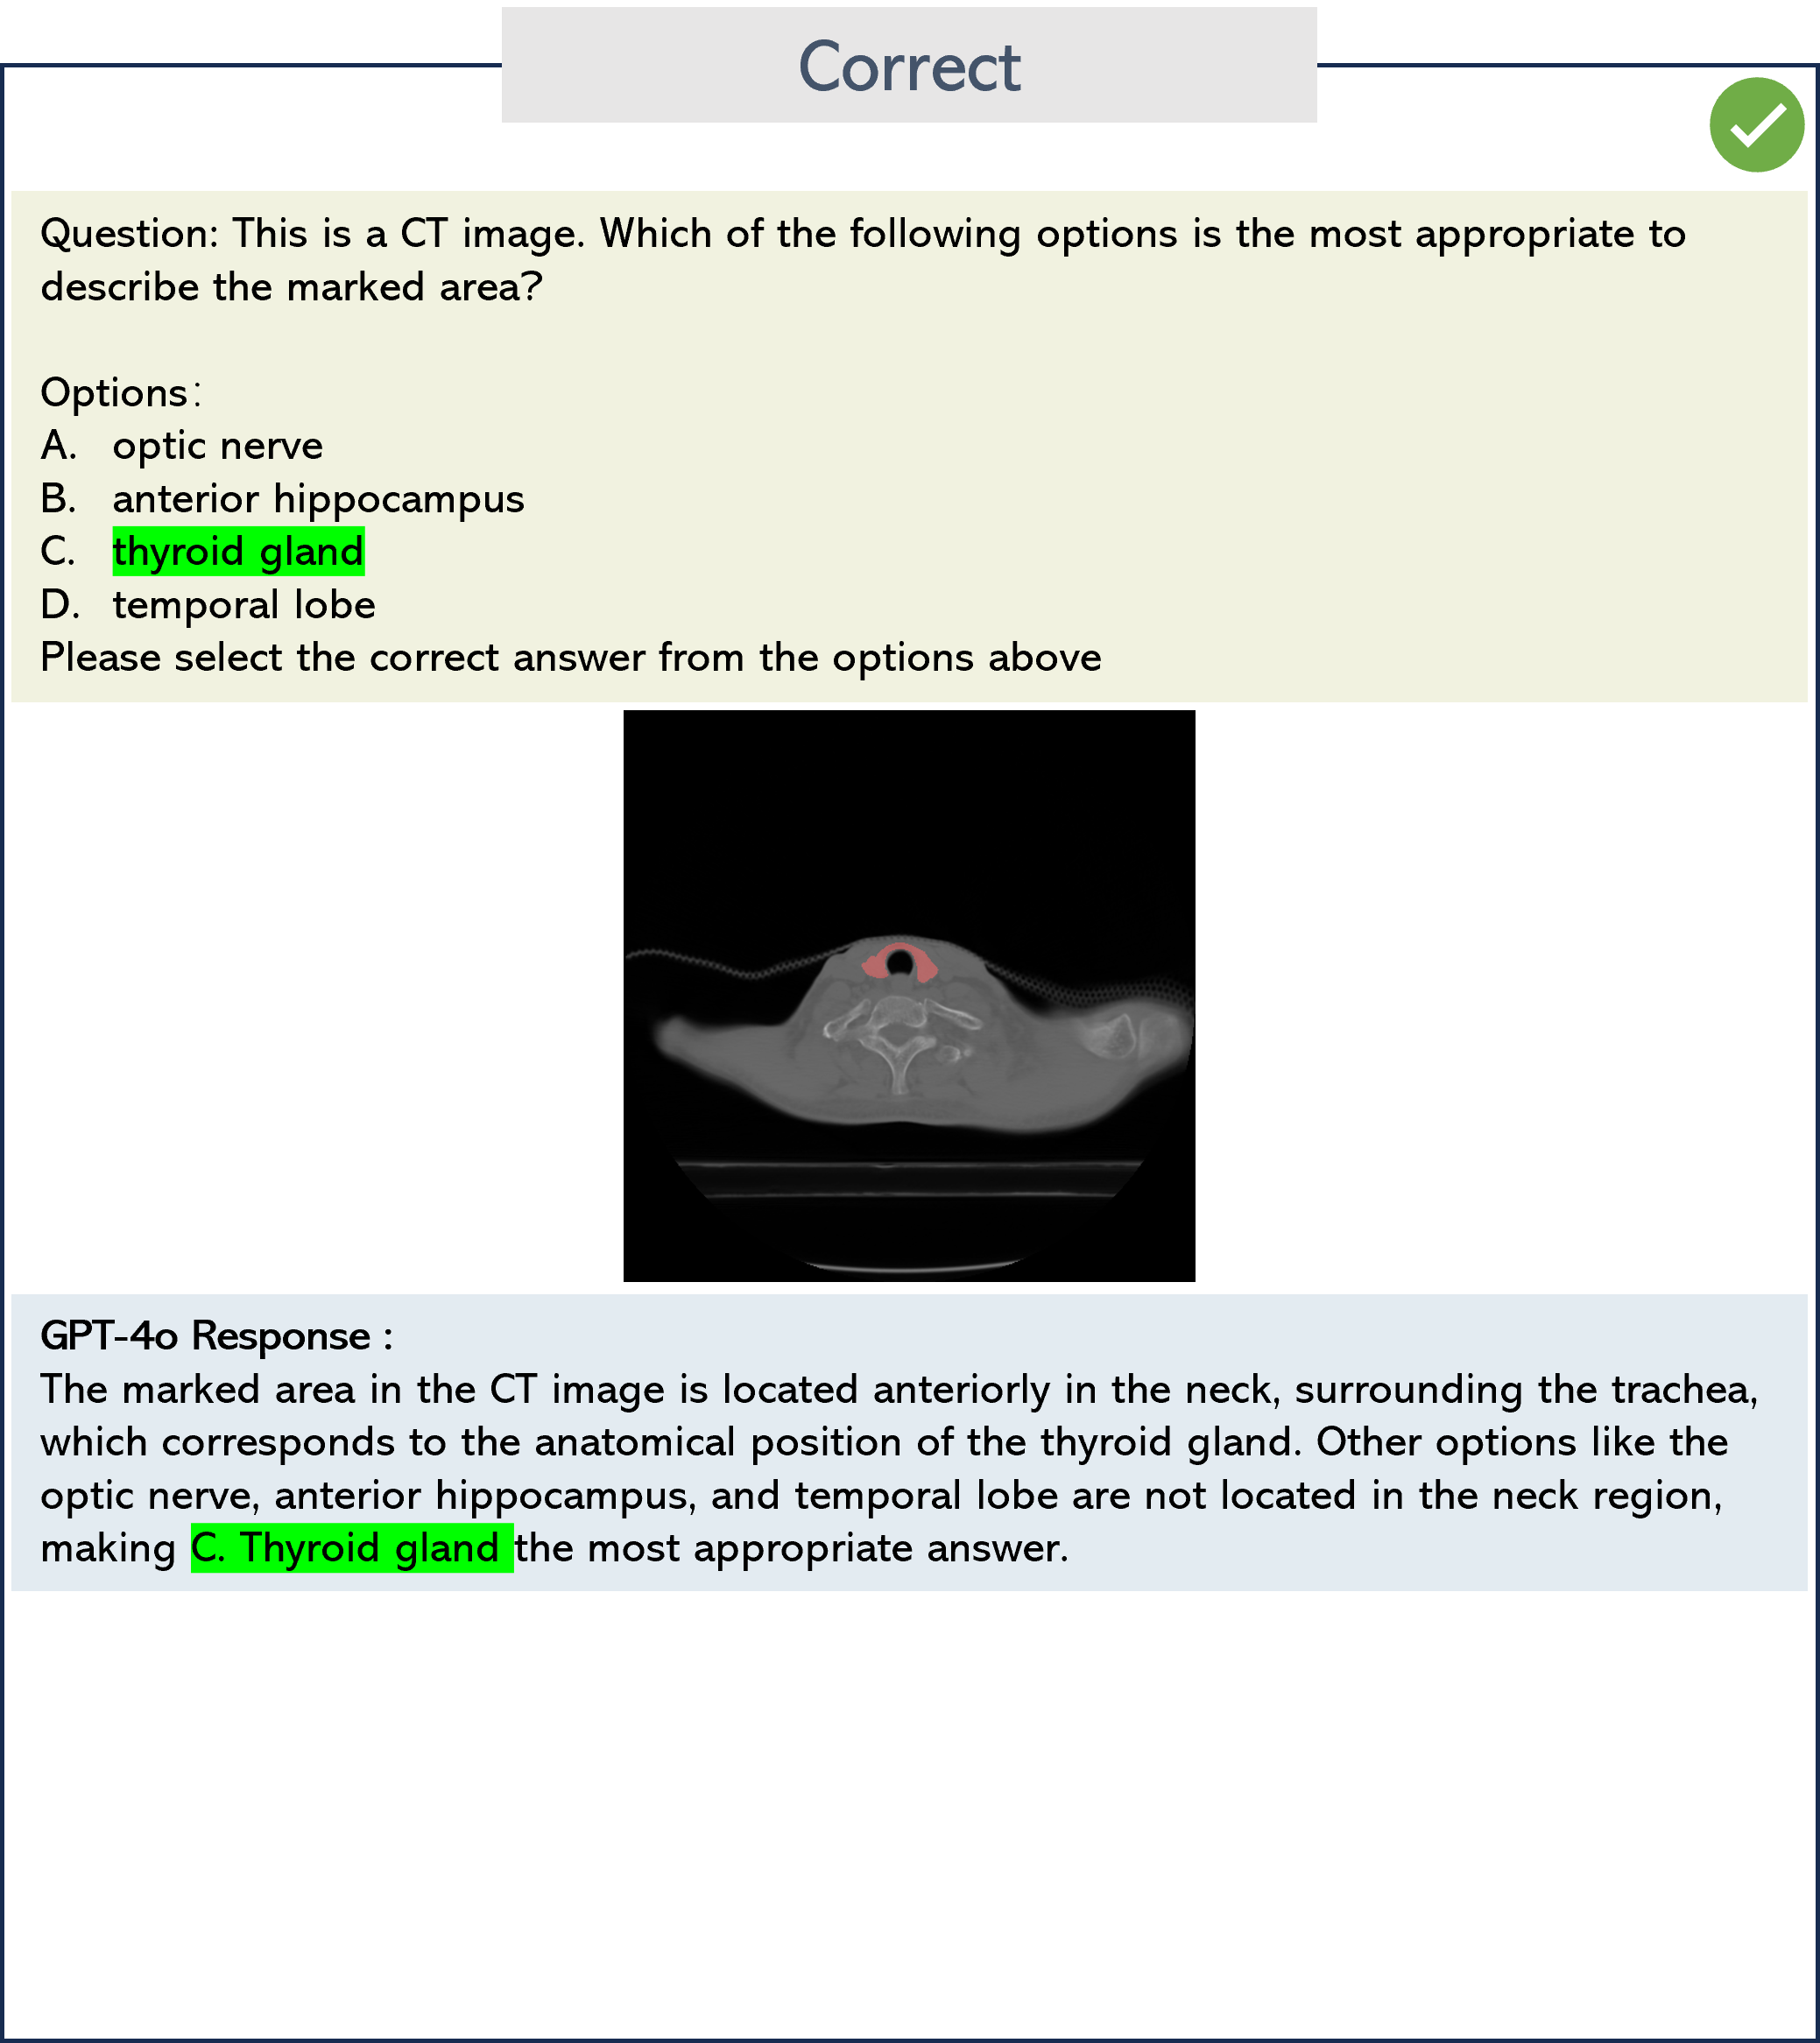 Correct
Question: This is a CT image. Which of the following options is the most appropriate to
describe the marked area?
Options:
A. optic nerve
B. anterior hippocampus
C. thyroid gland
D. temporal lobe
Please select the correct answer from the options above
GPT-4o Response :
The marked area in the CT image is located anteriorly in the neck, surrounding the trachea,
which corresponds to the anatomical position of the thyroid gland. Other options like the
optic nerve, anterior hippocampus, and temporal lobe are not located in the neck region,
making C. Thyroid gland the most appropriate answer.